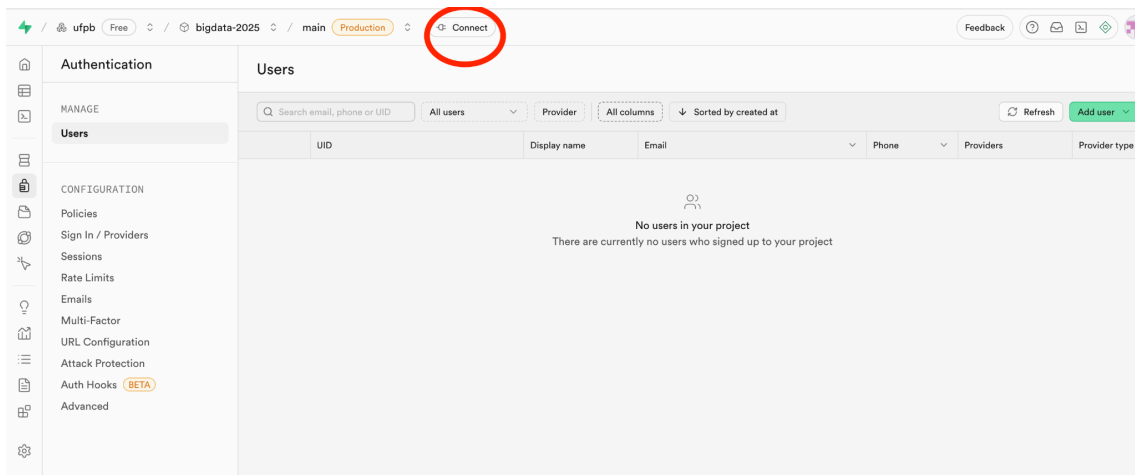 / ufpb Free / bigdata-2025 / main Production Connect Feedback
Authentication
Users
MANAGE
Users
Search email, phone or UID All users Provider All columns Sorted by created at Refresh Add user
UID Display name Email Phone Providers Provider type
CONFIGURATION
Policies
Sign In / Providers
Sessions
Rate Limits
Emails
Multi-Factor
URL Configuration
Attack Protection
Auth Hooks BETA
Advanced
No users in your project
There are currently no users who signed up to your project